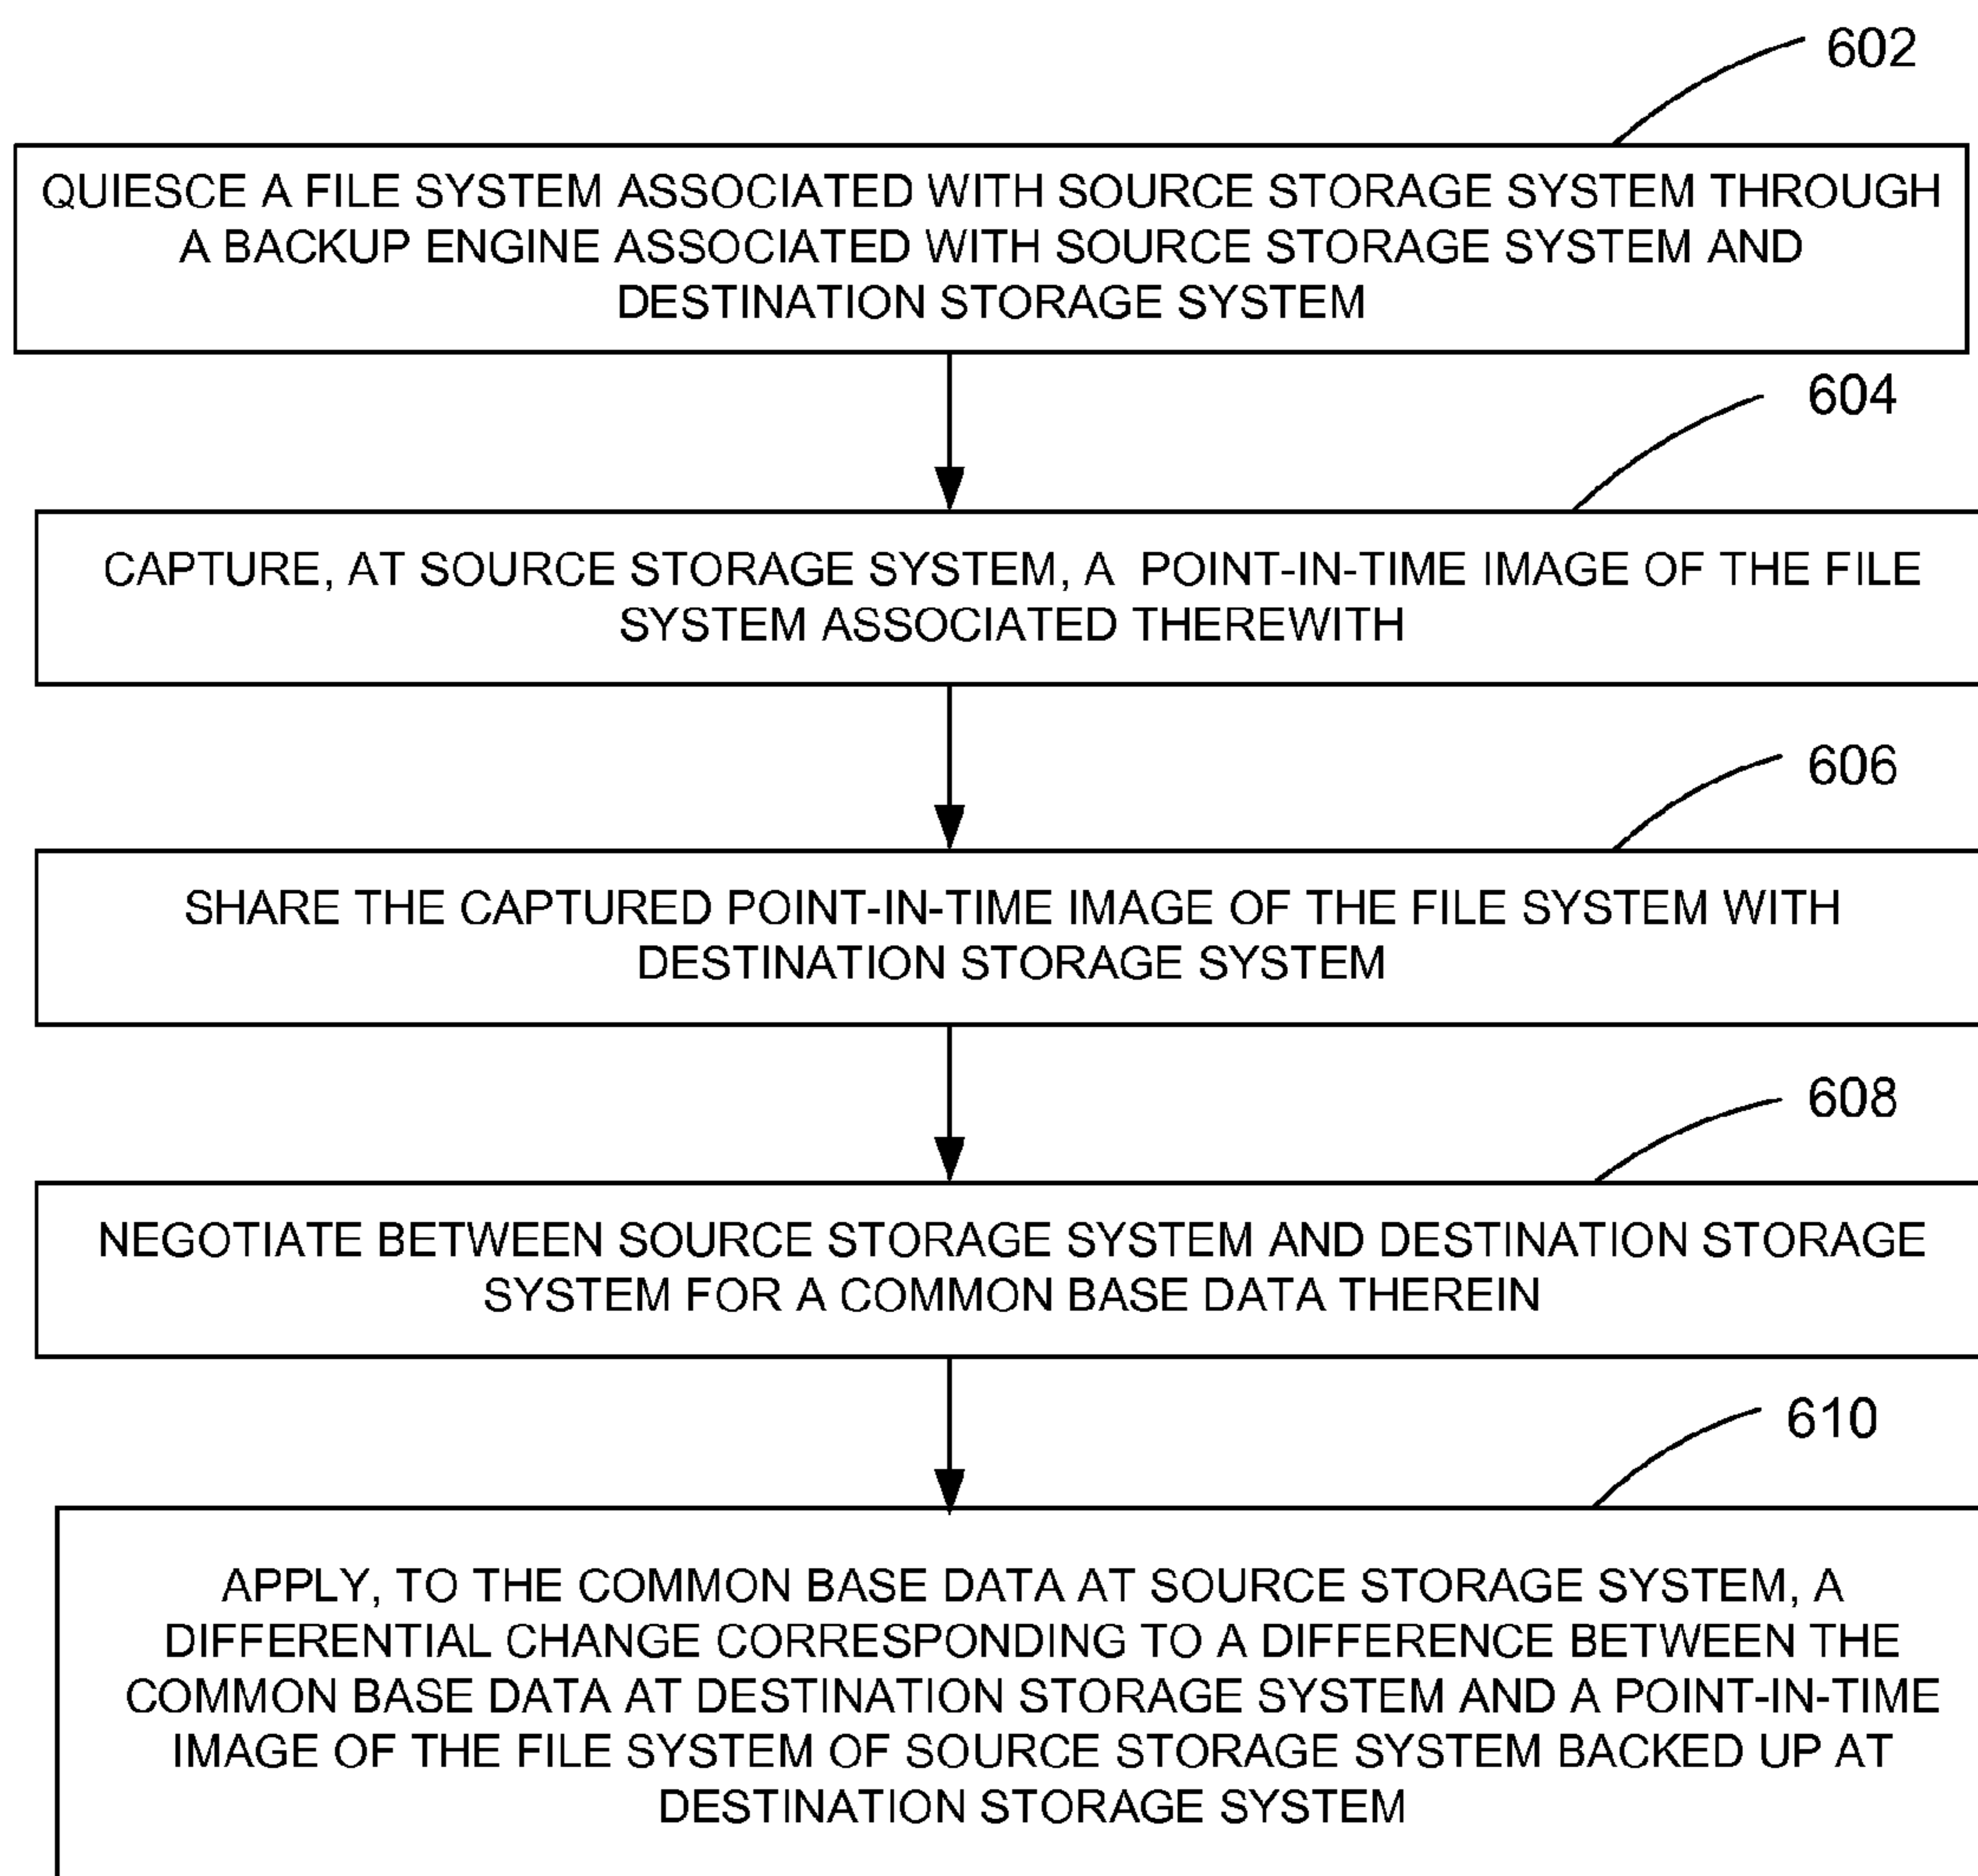 602
QUIESCE A FILE SYSTEM ASSOCIATED WITH SOURCE STORAGE SYSTEM THROUGH
A BACKUP ENGINE ASSOCIATED WITH SOURCE STORAGE SYSTEM AND
DESTINATION STORAGE SYSTEM
604
CAPTURE, AT SOURCE STORAGE SYSTEM, A POINT-IN-TIME IMAGE OF THE FILE
SYSTEM ASSOCIATED THEREWITH
606
SHARE THE CAPTURED POINT-IN-TIME IMAGE OF THE FILE SYSTEM WITH
DESTINATION STORAGE SYSTEM
608
NEGOTIATE BETWEEN SOURCE STORAGE SYSTEM AND DESTINATION STORAGE
SYSTEM FOR A COMMON BASE DATA THEREIN
610
APPLY, TO THE COMMON BASE DATA AT SOURCE STORAGE SYSTEM, A
DIFFERENTIAL CHANGE CORRESPONDING TO A DIFFERENCE BETWEEN THE
COMMON BASE DATA AT DESTINATION STORAGE SYSTEM AND A POINT-IN-TIME
IMAGE OF THE FILE SYSTEM OF SOURCE STORAGE SYSTEM BACKED UP AT
DESTINATION STORAGE SYSTEM